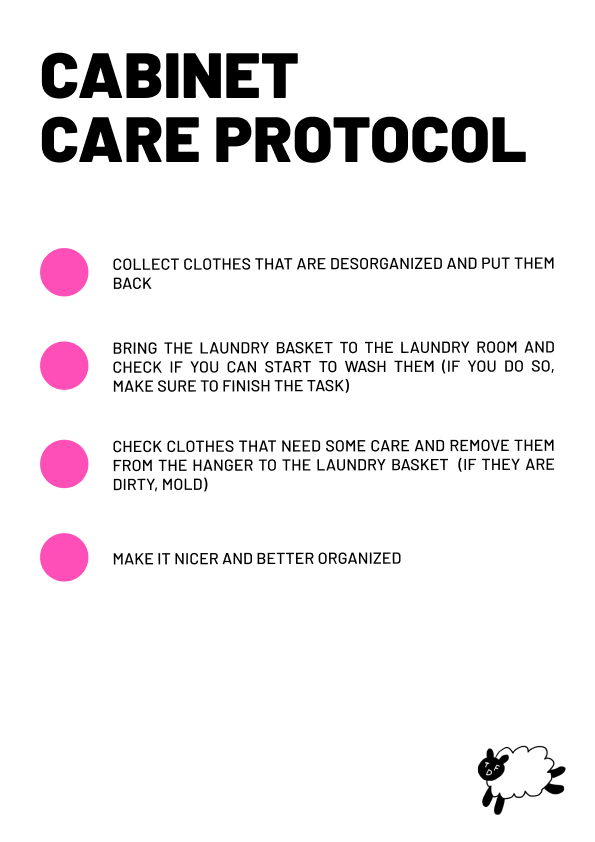 CABINET
CARE PROTOCOL
COLLECT CLOTHES THAT ARE DESORGANIZED AND PUT THEM
BACK
BRING THE LAUNDRY BASKET TO THE LAUNDRY ROOM AND
CHECK IF YOU CAN START TO WASH THEM (IF YOU DO SO,
MAKE SURE TO FINISH THE TASK)
CHECK CLOTHES THAT NEED SOME CARE AND REMOVE THEM
FROM THE HANGER TO THE LAUNDRY BASKET (IF THEY ARE
DIRTY, MOLD)
MAKE IT NICER AND BETTER ORGANIZED
T F
D